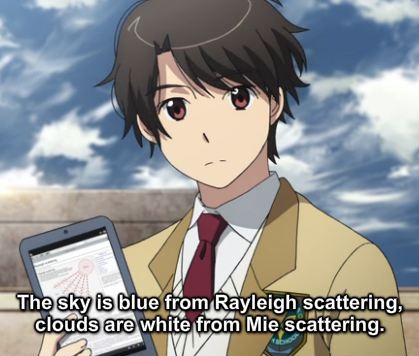 The sky is blue from Rayleigh scattering,
clouds are white from Mie scattering.